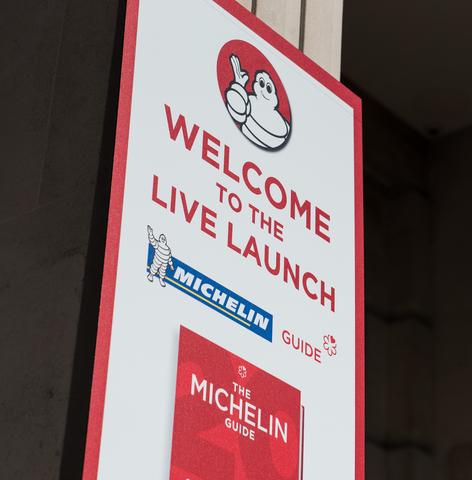 WELCOME
TO THE
LIVE LAUNCH
MICHELIN
GUIDE
THE
MICHELIN
GUIDE